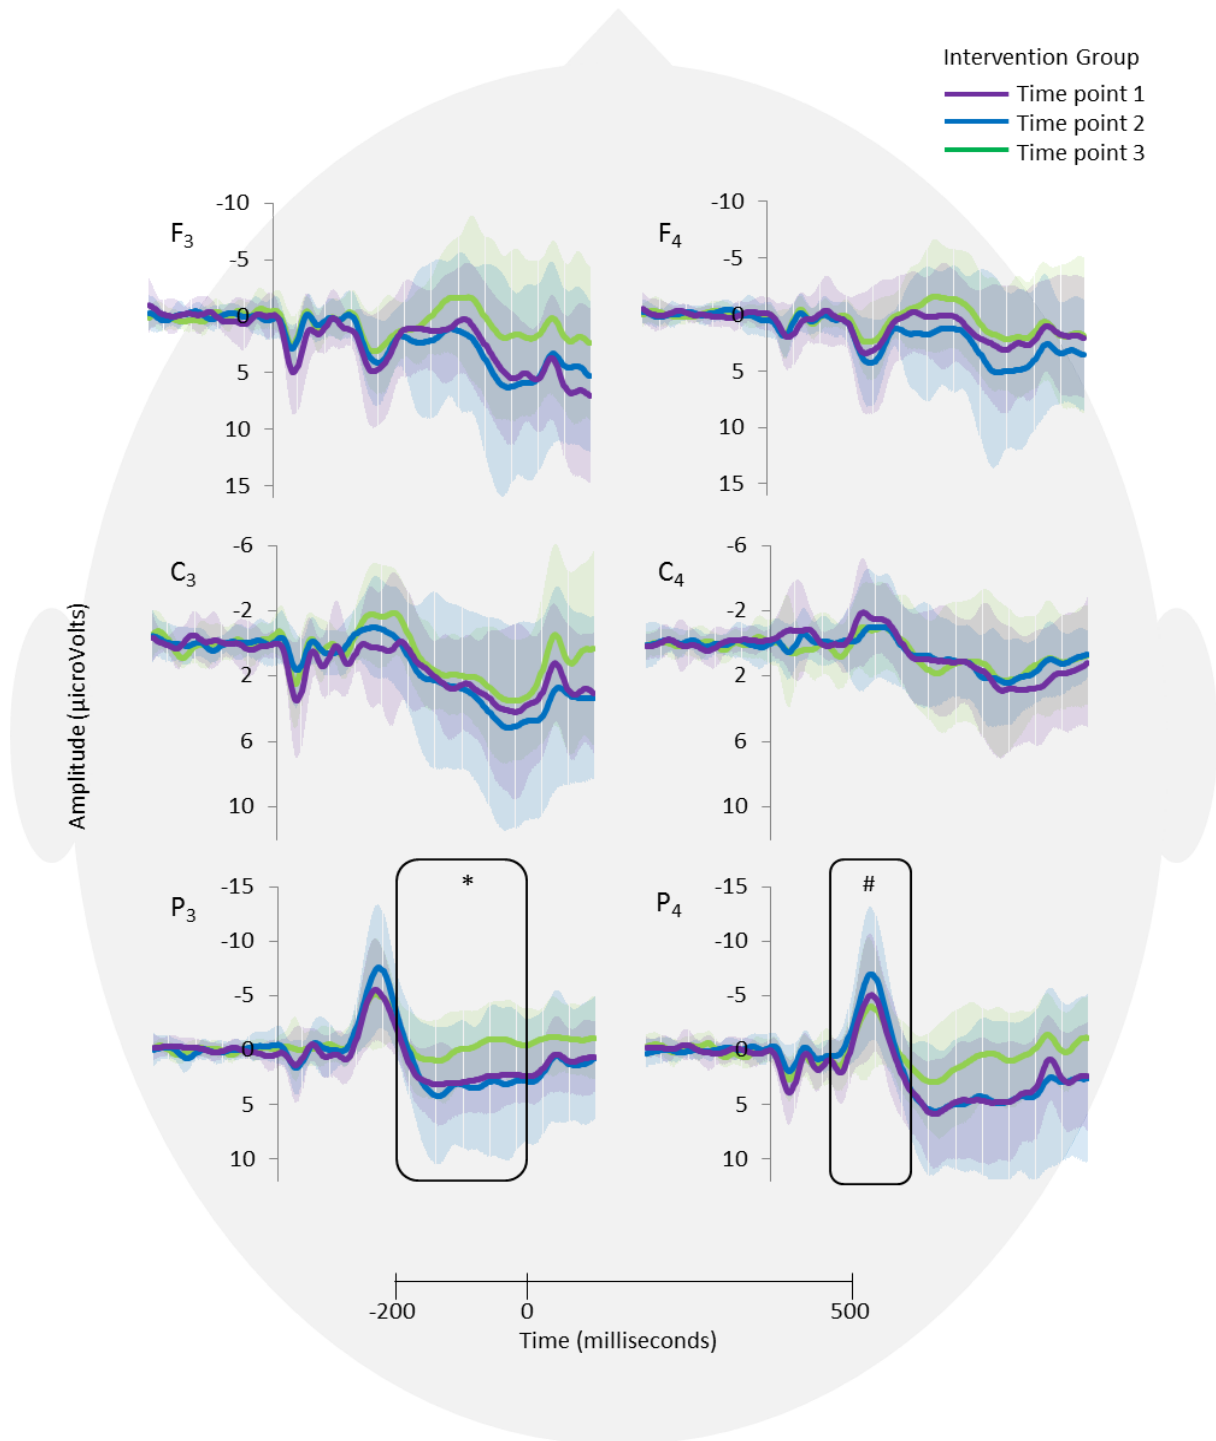 Intervention Group
Time point 1
Time point 2
Time point 3
F3
-10
-5
0
5
10
15
F4
-10
-5
0
5
10
15
C3
-6
-2
2
6
10
C4
-6
-2
2
6
10
Amplitude (µicroVolts)
P3
-15
-10
-5
0
5
10
*
P4
-15
-10
-5
0
5
10
#
-200 0 500
Time (milliseconds)